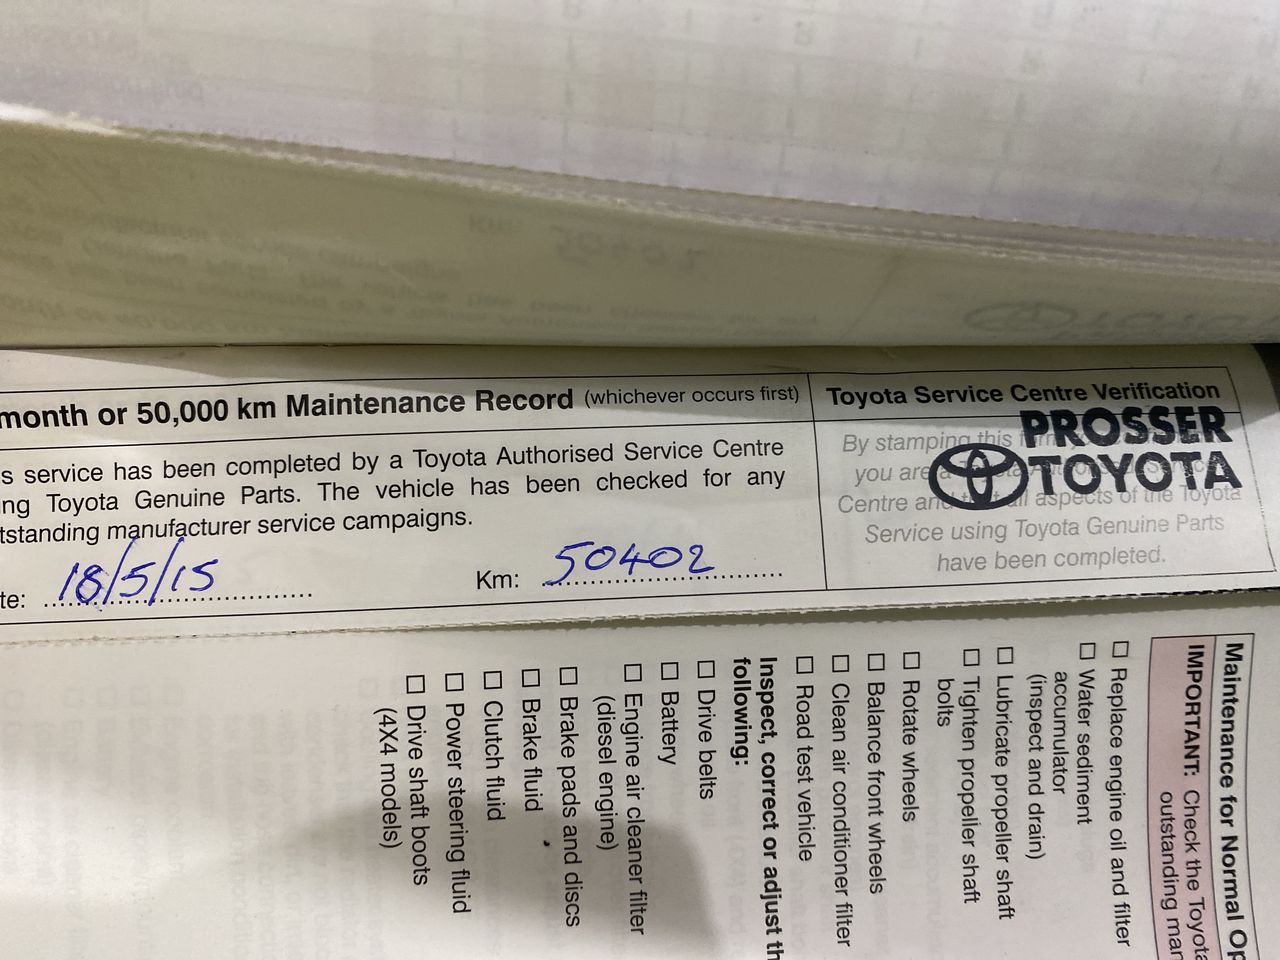 month or 50,000 km Maintenance Record (whichever occurs first)
s service has been completed by a Toyota Authorised Service Centre
ng Toyota Genuine Parts. The vehicle has been checked for any
tstanding manufacturer service campaigns.
te: 18/5/15 Km: 50402
Toyota Service Centre Verification
PROSSER
TOYOTA
By stamping this
you are a
Centre and all aspects of the Toyota
Service using Toyota Genuine Parts
have been completed.
Maintenance for Normal Op
IMPORTANT: Check the Toyota
outstanding man
☐ Replace engine oil and filter
☐ Water sediment
accumulator
(inspect and drain)
☐ Lubricate propeller shaft
☐ Tighten propeller shaft
bolts
☐ Rotate wheels
☐ Balance front wheels
☐ Clean air conditioner filter
☐ Road test vehicle
Inspect, correct or adjust th
following:
☐ Drive belts
☐ Battery
☐ Engine air cleaner filter
(diesel engine)
☐ Brake pads and discs
☐ Brake fluid
☐ Clutch fluid
☐ Power steering fluid
☐ Drive shaft boots
(4X4 models)